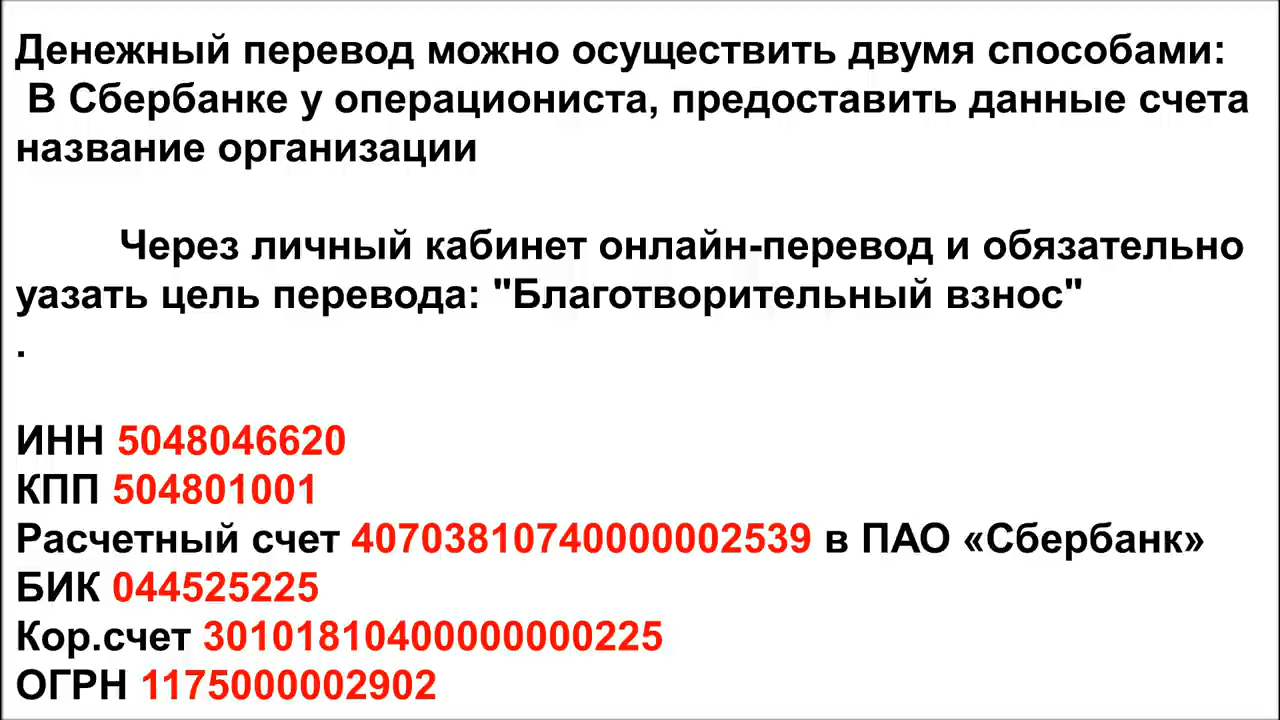 Денежный перевод можно осуществить двумя способами:
В Сбербанке у операциониста, предоставить данные счета
название организации
Через личный кабинет онлайн-перевод и обязательно
уазать цель перевода: "Благотворительный взнос"
.
ИНН 5048046620
КПП 504801001
Расчетный счет 40703810740000002539 в ПАО «Сбербанк»
БИК 044525225
Кор.счет 30101810400000000225
ОГРН 1175000002902